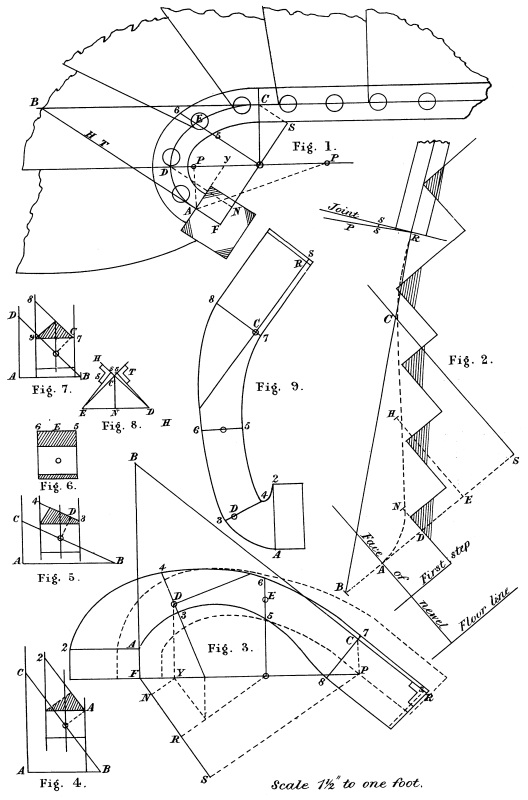 B
6
C
S
E
5
H T
Fig. 1.
D
P
y
P
A
N
F
Joint
S
P
S
R
S
R
8
C
7
C
Fig. 2.
8
D
9
C
7
A
B
Fig. 7.
H
S
S
T
C
E
N
D
Fig. 8.
H
Fig. 9.
H
6
5
S
6 E 5
Fig. 6.
B
N
E
D
2
4
3
D
A
4
C
D
3
A
B
Fig. 5.
B
A
Face of newel
First step
Floor line
4
D
3
6
E
5
Fig. 3.
C
7
2
A
F
Y
P
8
N
R
R
S
2
C
A
A
B
Fig. 4.
Scale 1½" to one foot.